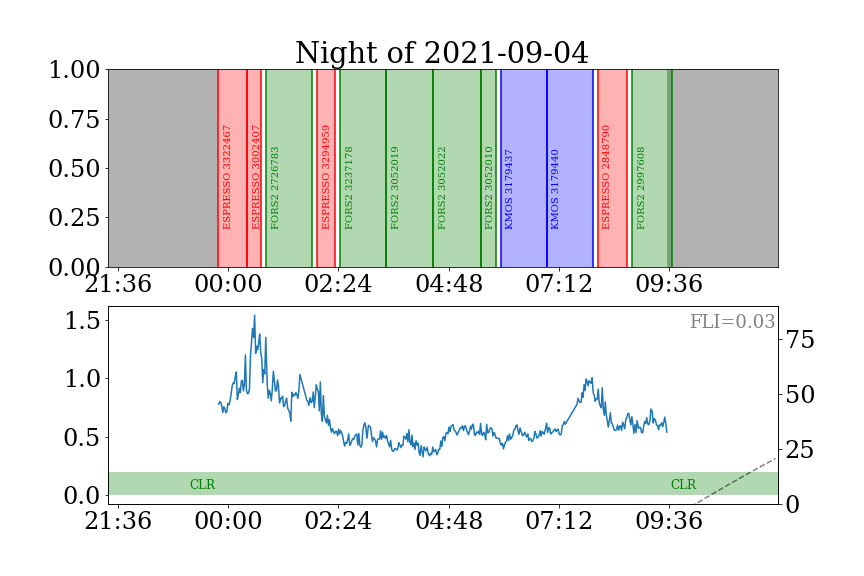 Night of 2021-09-04
1.00
0.75
0.50
0.25
0.00
ESPRESSO 3322467
ESPRESSO 3002407
FORS2 2726783
ESPRESSO 3294959
FORS2 3237178
FORS2 3052019
FORS2 3052022
FORS2 3052010
KMOS 3179437
KMOS 3179440
ESPRESSO 2848790
FORS2 2997608
21:36 00:00 02:24 04:48 07:12 09:36
FLI=0.03
1.5
1.0
0.5
0.0
75
50
25
0
CLR CLR
21:36 00:00 02:24 04:48 07:12 09:36